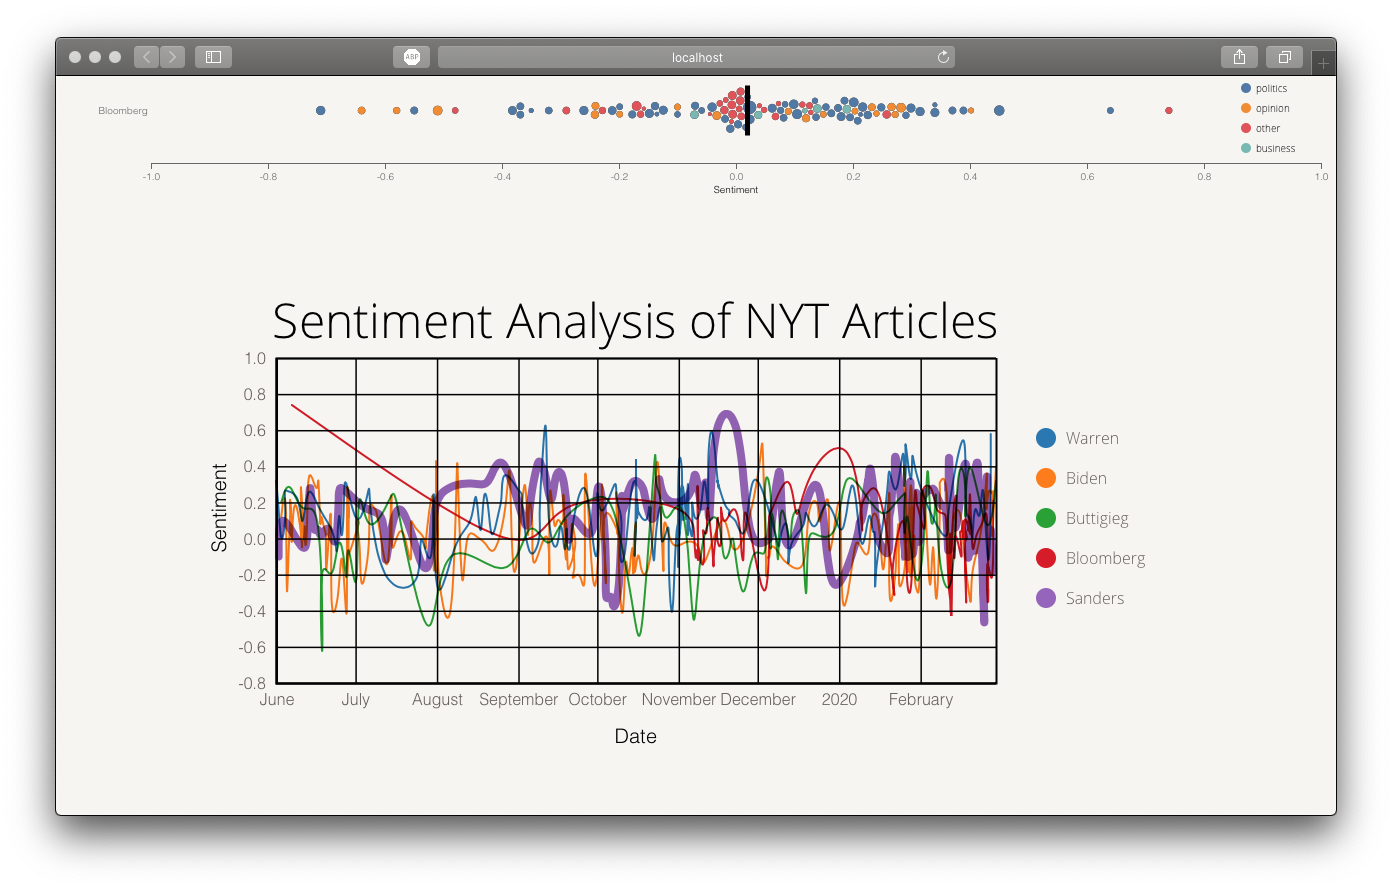 ABP
localhost
Bloomberg
politics
opinion
other
business
-1.0 -0.8 -0.6 -0.4 -0.2 0.0 0.2 0.4 0.6 0.8 1.0
Sentiment
Sentiment Analysis of NYT Articles
1.0
0.8
0.6
0.4
0.2
0.0
-0.2
-0.4
-0.6
-0.8
Sentiment
June July August September October November December 2020 February
Date
Warren
Biden
Buttigieg
Bloomberg
Sanders